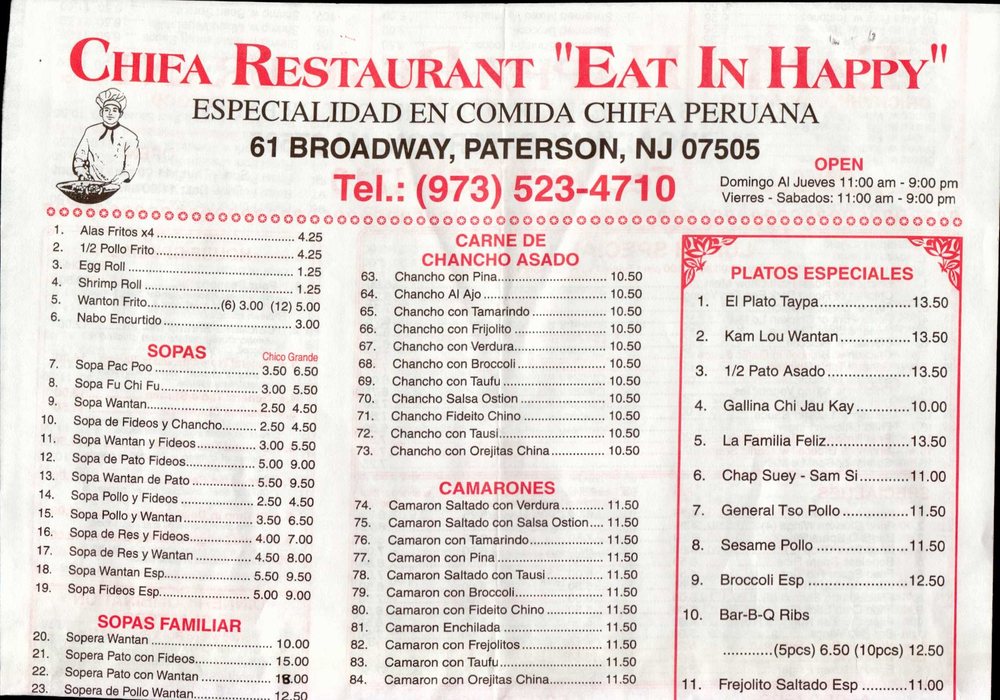 CHIFA RESTAURANT "EAT IN HAPPY"
ESPECIALIDAD EN COMIDA CHIFA PERUANA
61 BROADWAY, PATERSON, NJ 07505
Tel.: (973) 523-4710
OPEN
Domingo Al Jueves 11:00 am - 9:00 pm
Vierres - Sabados: 11:00 am - 9:00 pm
1. Alas Fritos x4 ........ 4.25
2. 1/2 Pollo Frito ........ 4.25
3. Egg Roll ........ 1.25
4. Shrimp Roll ........ 1.25
5. Wanton Frito ........ (6) 3.00 (12) 5.00
6. Nabo Encurtido ........ 3.00
SOPAS
Chico Grande
7. Sopa Pac Poo ........ 3.50 6.50
8. Sopa Fu Chi Fu ........ 3.00 5.50
9. Sopa Wantan ........ 2.50 4.50
10. Sopa de Fideos y Chancho ........ 2.50 4.50
11. Sopa Wantan y Fideos ........ 3.00 5.50
12. Sopa de Pato Fideos ........ 5.00 9.00
13. Sopa Wantan de Pato ........ 5.50 9.50
14. Sopa Pollo y Fideos ........ 2.50 4.50
15. Sopa Pollo y Wantan ........ 3.50 6.50
16. Sopa de Res y Fideos ........ 4.00 7.00
17. Sopa de Res y Wantan ........ 4.50 8.00
18. Sopa Wantan Esp ........ 5.50 9.50
19. Sopa Fideos Esp ........ 5.00 9.00
SOPAS FAMILIAR
20. Sopera Wantan ........ 10.00
21. Sopera Pato con Fideos ........ 15.00
22. Sopera Pato con Wantan ........ 18.00
23. Sopera de Pollo Wantan ........ 12.50
CARNE DE
CHANCHO ASADO
63. Chancho con Pina ........ 10.50
64. Chancho Al Ajo ........ 10.50
65. Chancho con Tamarindo ........ 10.50
66. Chancho con Frijolito ........ 10.50
67. Chancho con Verdura ........ 10.50
68. Chancho con Broccoli ........ 10.50
69. Chancho con Taufu ........ 10.50
70. Chancho Salsa Ostion ........ 10.50
71. Chancho Fideito Chino ........ 10.50
72. Chancho con Tausi ........ 10.50
73. Chancho con Orejitas China ........ 10.50
CAMARONES
74. Camaron Saltado con Verdura ........ 11.50
75. Camaron Saltado con Salsa Ostion .... 11.50
76. Camaron con Tamarindo ........ 11.50
77. Camaron con Pina ........ 11.50
78. Camaron Saltado con Tausi ........ 11.50
79. Camaron con Broccoli ........ 11.50
80. Camaron con Fideito Chino ........ 11.50
81. Camaron Enchilada ........ 11.50
82. Camaron con Frejolitos ........ 11.50
83. Camaron con Taufu ........ 11.50
84. Camaron con Orejitas China ........ 11.50
PLATOS ESPECIALES
1. El Plato Taypa ........ 13.50
2. Kam Lou Wantan ........ 13.50
3. 1/2 Pato Asado ........ 13.50
4. Gallina Chi Jau Kay ........ 10.00
5. La Familia Feliz ........ 13.50
6. Chap Suey - Sam Si ........ 11.00
7. General Tso Pollo ........ 11.50
8. Sesame Pollo ........ 11.50
9. Broccoli Esp ........ 12.50
10. Bar-B-Q Ribs
........ (5pcs) 6.50 (10pcs) 12.50
11. Frejolito Saltado Esp ........ 11.00